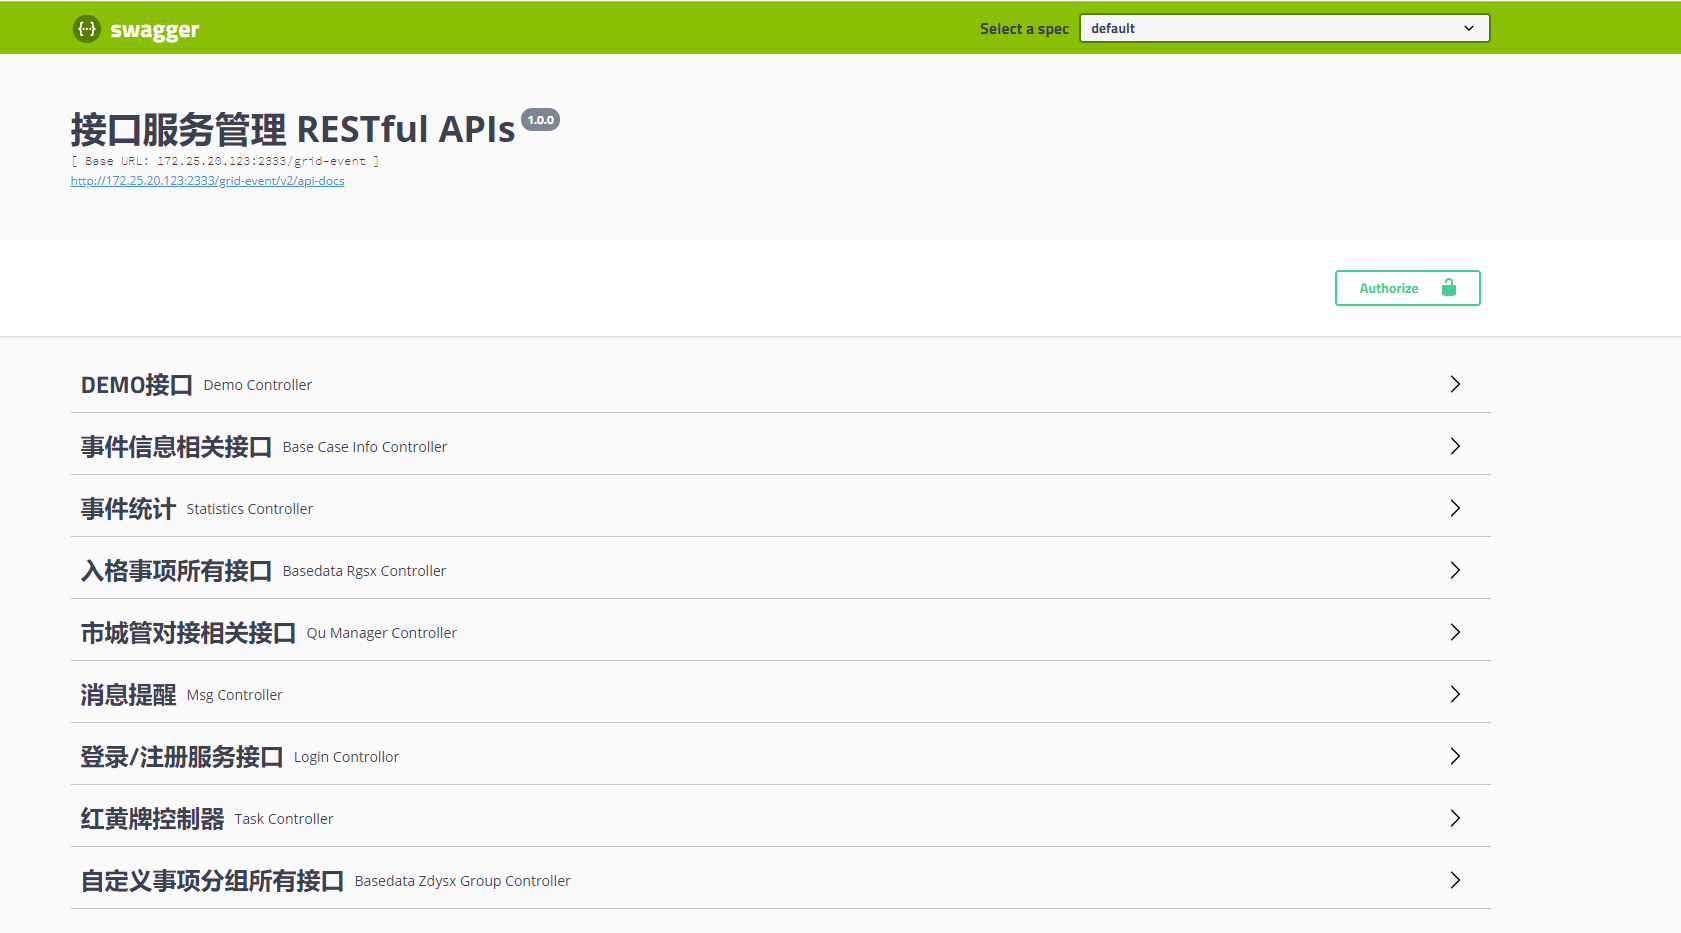 swagger
Select a spec default
接口服务管理 RESTful APIs 1.0.0
[ Base URL: 172.25.20.123:2333/grid-event ]
http://172.25.20.123:2333/grid-event/v2/api-docs
Authorize
DEMO接口 Demo Controller
事件信息相关接口 Base Case Info Controller
事件统计 Statistics Controller
入格事项所有接口 Basedata Rgsx Controller
市城管对接相关接口 Qu Manager Controller
消息提醒 Msg Controller
登录/注册服务接口 Login Controllor
红黄牌控制器 Task Controller
自定义事项分组所有接口 Basedata Zdysx Group Controller